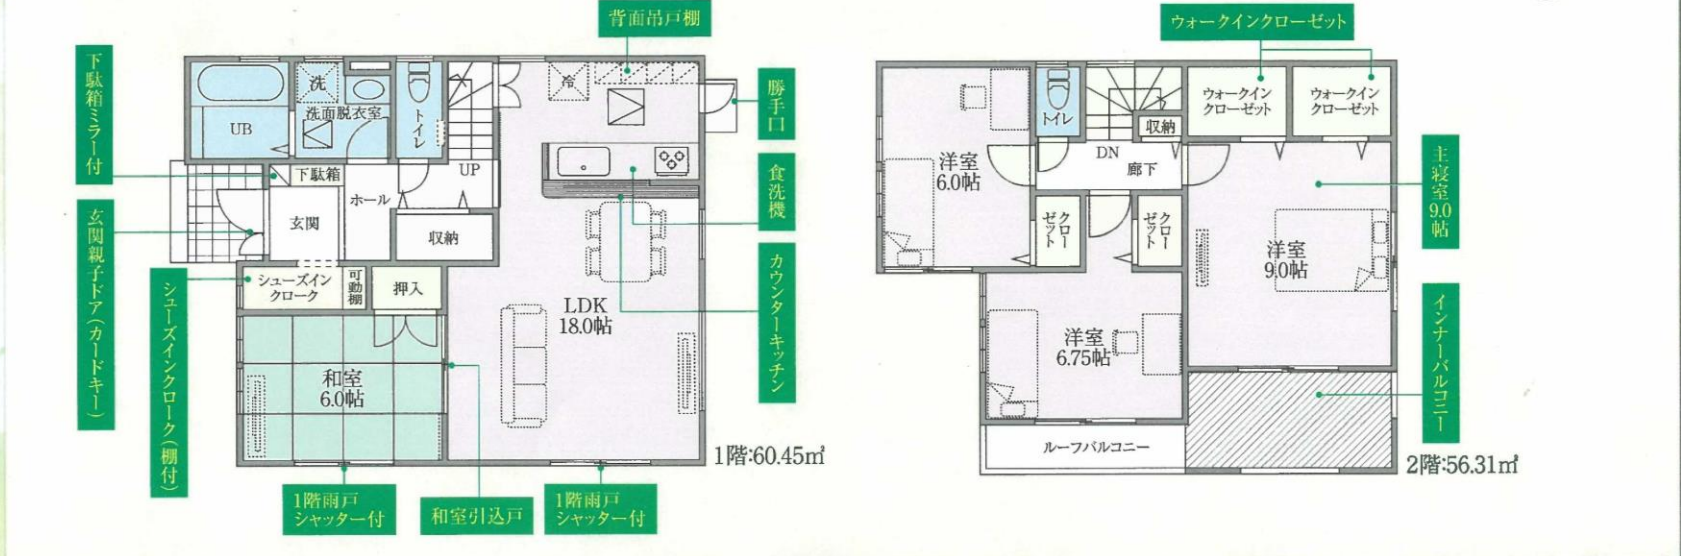 背面吊戸棚
下駄箱ミラー付
玄関親子ドア(カードキー)
シューズインクローク(棚付)
勝手口
食洗機
カウンターキッチン
UB
洗
洗面脱衣室
トイレ
冷
UP
下駄箱
ホール
玄関
収納
シューズイン
クローク
可動棚
押入
LDK
18.0帖
和室
6.0帖
1階:60.45㎡
1階雨戸
シャッター付
和室引込戸
1階雨戸
シャッター付
ウォークインクローゼット
洋室
6.0帖
トイレ
収納
ウォークイン
クローゼット
ウォークイン
クローゼット
DN
廊下
クロー
ゼット
クロー
ゼット
洋室
9.0帖
洋室
6.75帖
ルーフバルコニー
主寝室9.0帖
インナーバルコニー
2階:56.31㎡